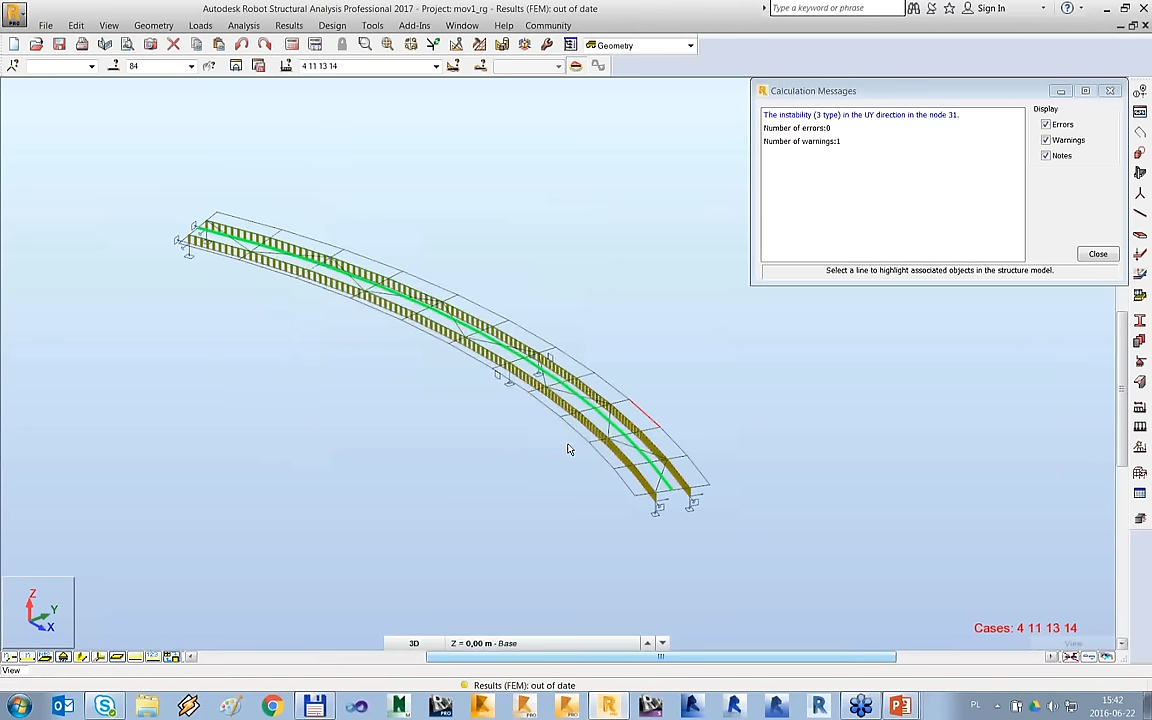 Autodesk Robot Structural Analysis Professional 2017 - Project: mov1_rg - Results (FEM): out of date
Type a keyword or phrase
Sign In
PRO
File Edit View Geometry Loads Analysis Results Tables Design Tools Add-Ins Window Help Community
Geometry
84
4 11 13 14
Calculation Messages
The instability (3 type) in the UY direction in the node 31.
Number of errors:0
Number of warnings:1
Display
Errors
Warnings
Notes
Close
Select a line to highlight associated objects in the structure model.
Z
Y
X
Cases: 4 11 13 14
3D
Z = 0,00 m - Base
View
View
Results (FEM): out of date
PL
15:42
2016-06-22